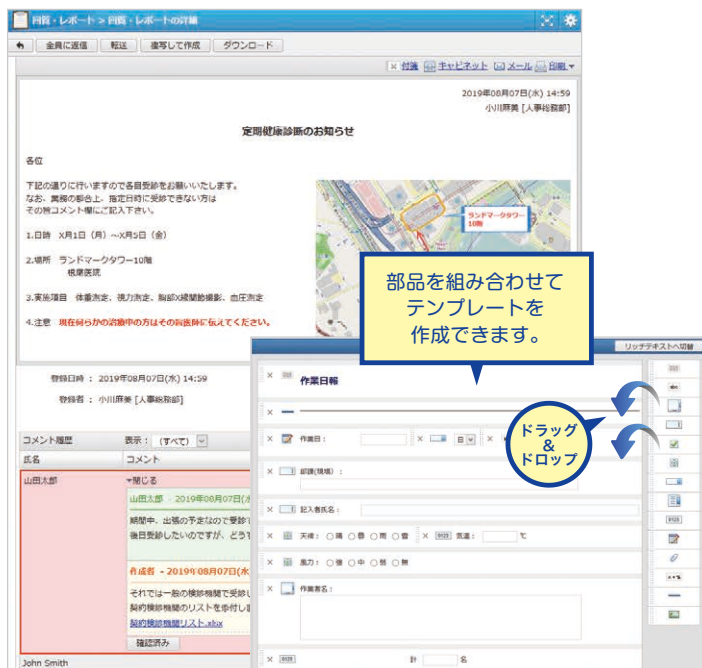 回覧・レポート > 回覧・レポートの詳細
全員に返信 転送 複写して作成 ダウンロード
付箋 キャビネット メール 印刷
2019年08月07日(水) 14:59
小川麻美 [人事総務部]
定期健康診断のお知らせ
各位
下記の通りに行いますので各自受診をお願いいたします。
なお、業務の都合上、指定日時に受診できない方は
その旨コメント欄にご記入下さい。
1.日時 X月1日（月）～X月5日（金）
2.場所 ランドマークタワー10階
根岸医院
3.実施項目 体重測定、視力測定、胸部X線間接撮影、血圧測定
4.注意 現在何らかの治療中の方はその旨医師に伝えてください。
ランドマークタワー
10階
部品を組み合わせて
テンプレートを
作成できます。
登録日時 ： 2019年08月07日(水) 14:59
登録者 ： 小川麻美 [人事総務部]
コメント履歴 表示： (すべて)
氏名 コメント
山田太郎 ▼閉じる
山田太郎 - 2019年08月07日(
期間中、出張の予定なので受診
後日受診したいのですが、どう
作成者 - 2019年08月07日(水
それでは一般の検診機関で受診し
契約検診機関のリストを添付し
契約検診機関リスト.xlsx
確認済み
John Smith
リッチテキストへ切替
作業日報
作業日：
日
ドラッグ
&
ドロップ
部課(現場) ：
記入者氏名：
天候： 晴 曇 雨 雪 気温： ℃
風力： 強 中 弱 無
作業者名：
計 名